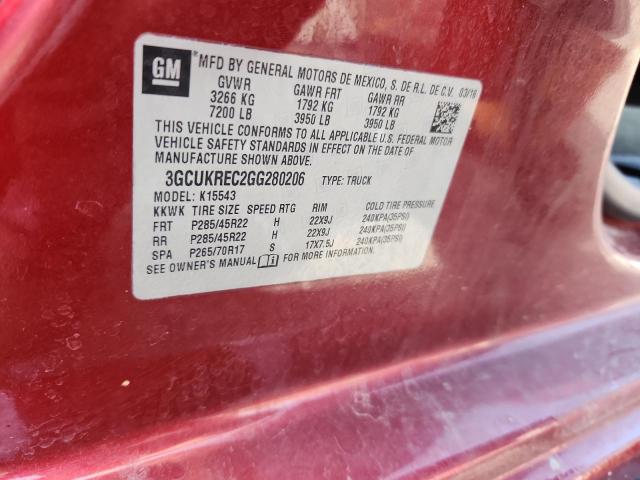 GM
MFD BY GENERAL MOTORS DE MEXICO, S. DE R.L. DE C.V. 03/16
GVWR GAWR FRT GAWR RR
3266 KG 1792 KG 1792 KG
7200 LB 3950 LB 3950 LB
THIS VEHICLE CONFORMS TO ALL APPLICABLE U.S. FEDERAL MOTOR
VEHICLE SAFETY STANDARDS IN EFFECT ON THE DATE OF
MANUFACTURE SHOWN ABOVE.
3GCUKREC2GG280206 TYPE: TRUCK
MODEL: K15543
KKWK TIRE SIZE SPEED RTG RIM COLD TIRE PRESSURE
FRT P285/45R22 H 22X9J 240KPA(35PSI)
RR P285/45R22 H 22X9J 240KPA(35PSI)
SPA P265/70R17 S 17X7.5J 240KPA(35PSI)
SEE OWNER'S MANUAL FOR MORE INFORMATION.